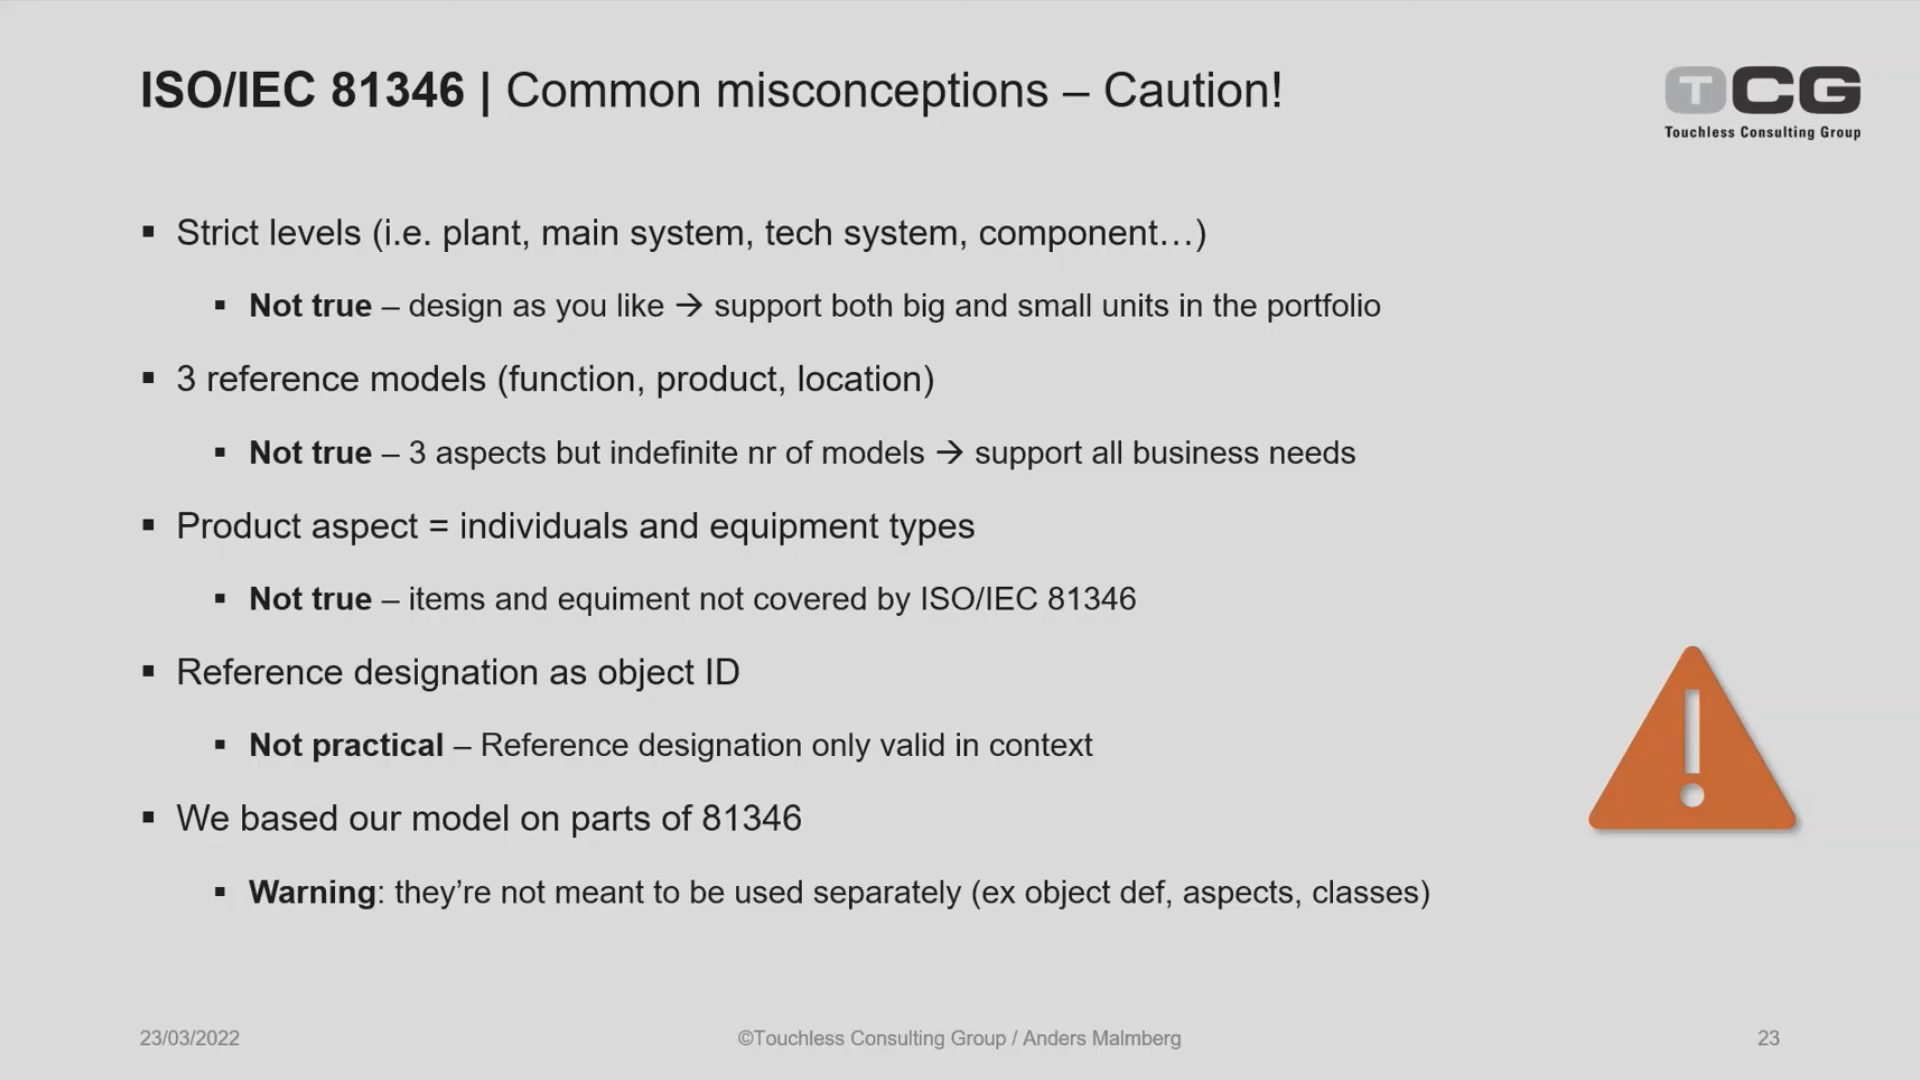 ISO/IEC 81346 | Common misconceptions – Caution!
TCG
Touchless Consulting Group
▪ Strict levels (i.e. plant, main system, tech system, component…)
▪ Not true – design as you like → support both big and small units in the portfolio
▪ 3 reference models (function, product, location)
▪ Not true – 3 aspects but indefinite nr of models → support all business needs
▪ Product aspect = individuals and equipment types
▪ Not true – items and equiment not covered by ISO/IEC 81346
▪ Reference designation as object ID
▪ Not practical – Reference designation only valid in context
▪ We based our model on parts of 81346
▪ Warning: they’re not meant to be used separately (ex object def, aspects, classes)
23/03/2022
©Touchless Consulting Group / Anders Malmberg
23